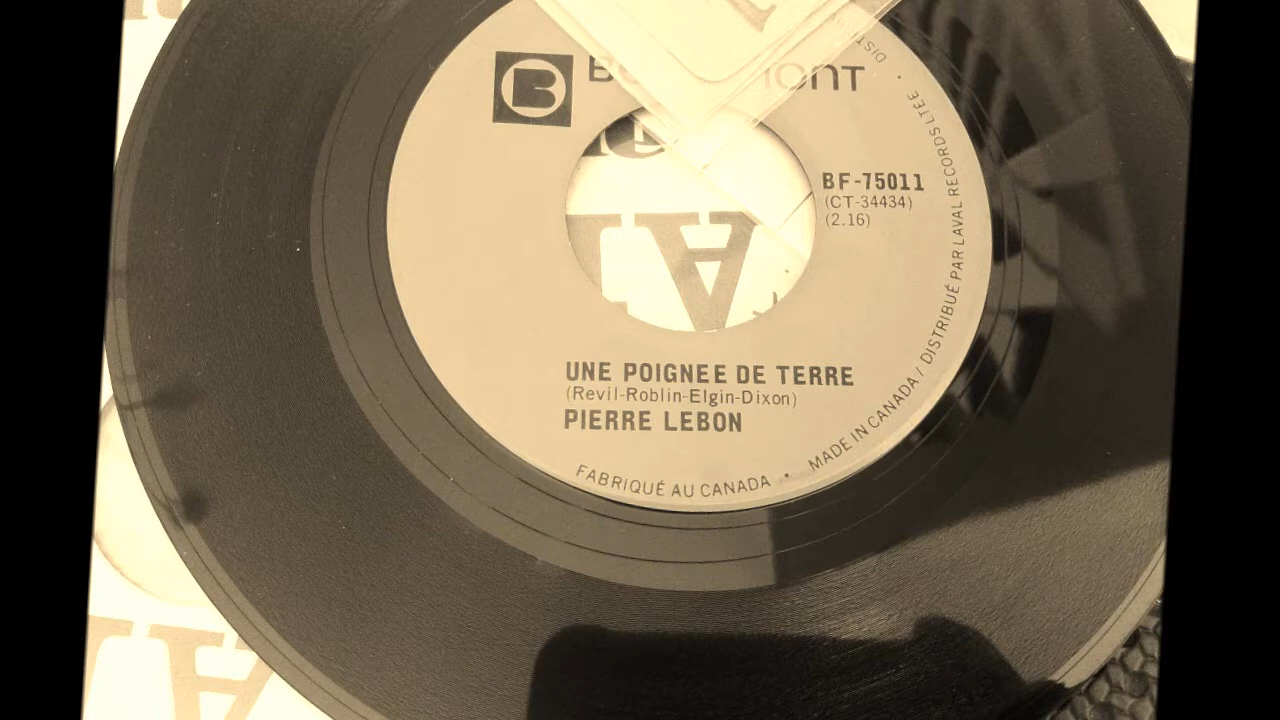 B
BF-75011
(CT-34434)
(2.16)
UNE POIGNEE DE TERRE
(Revil-Roblin-Elgin-Dixon)
PIERRE LEBON
FABRIQUÉ AU CANADA • MADE IN CANADA / DISTRIBUÉ PAR LAVAL RECORDS LTÉE •